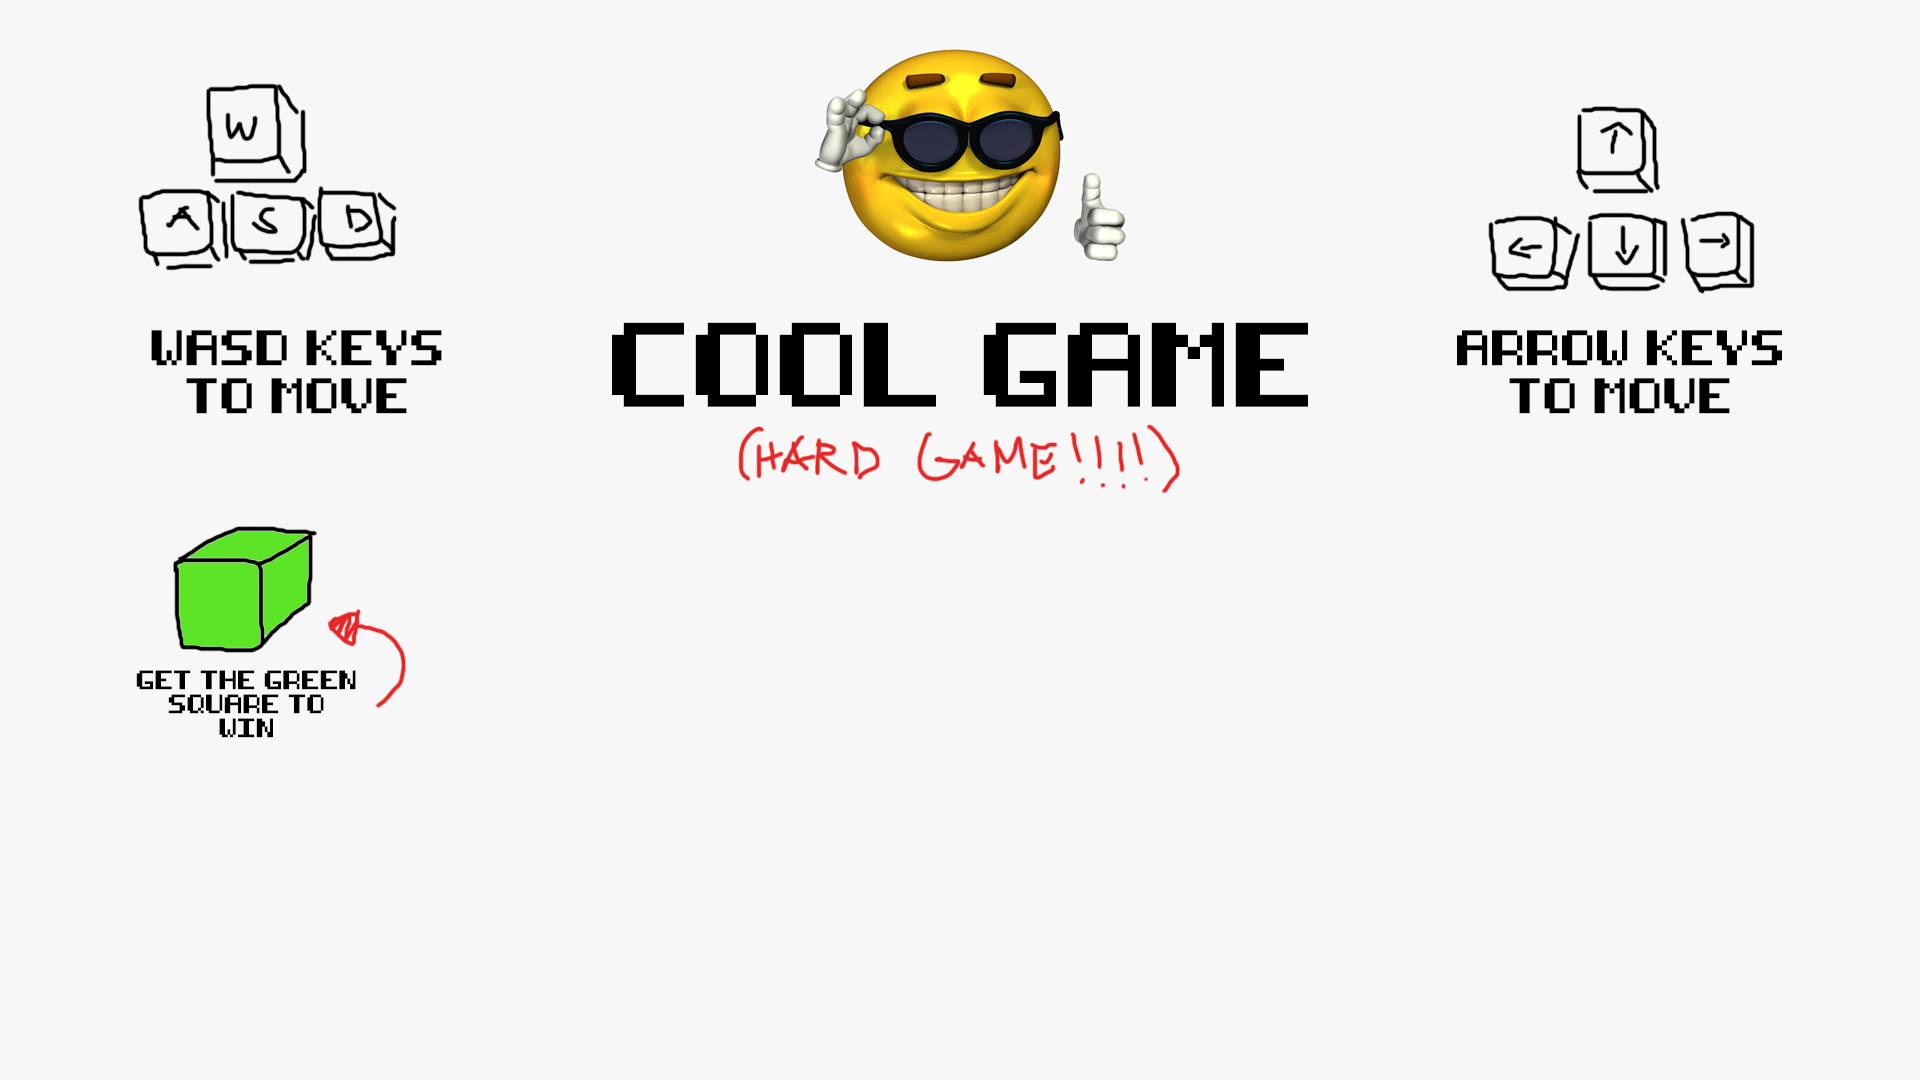 W
A S D
WASD KEYS
TO MOVE
COOL GAME
(HARD GAME!!!!)
↑
← ↓ →
ARROW KEYS
TO MOVE
GET THE GREEN
SQUARE TO
WIN